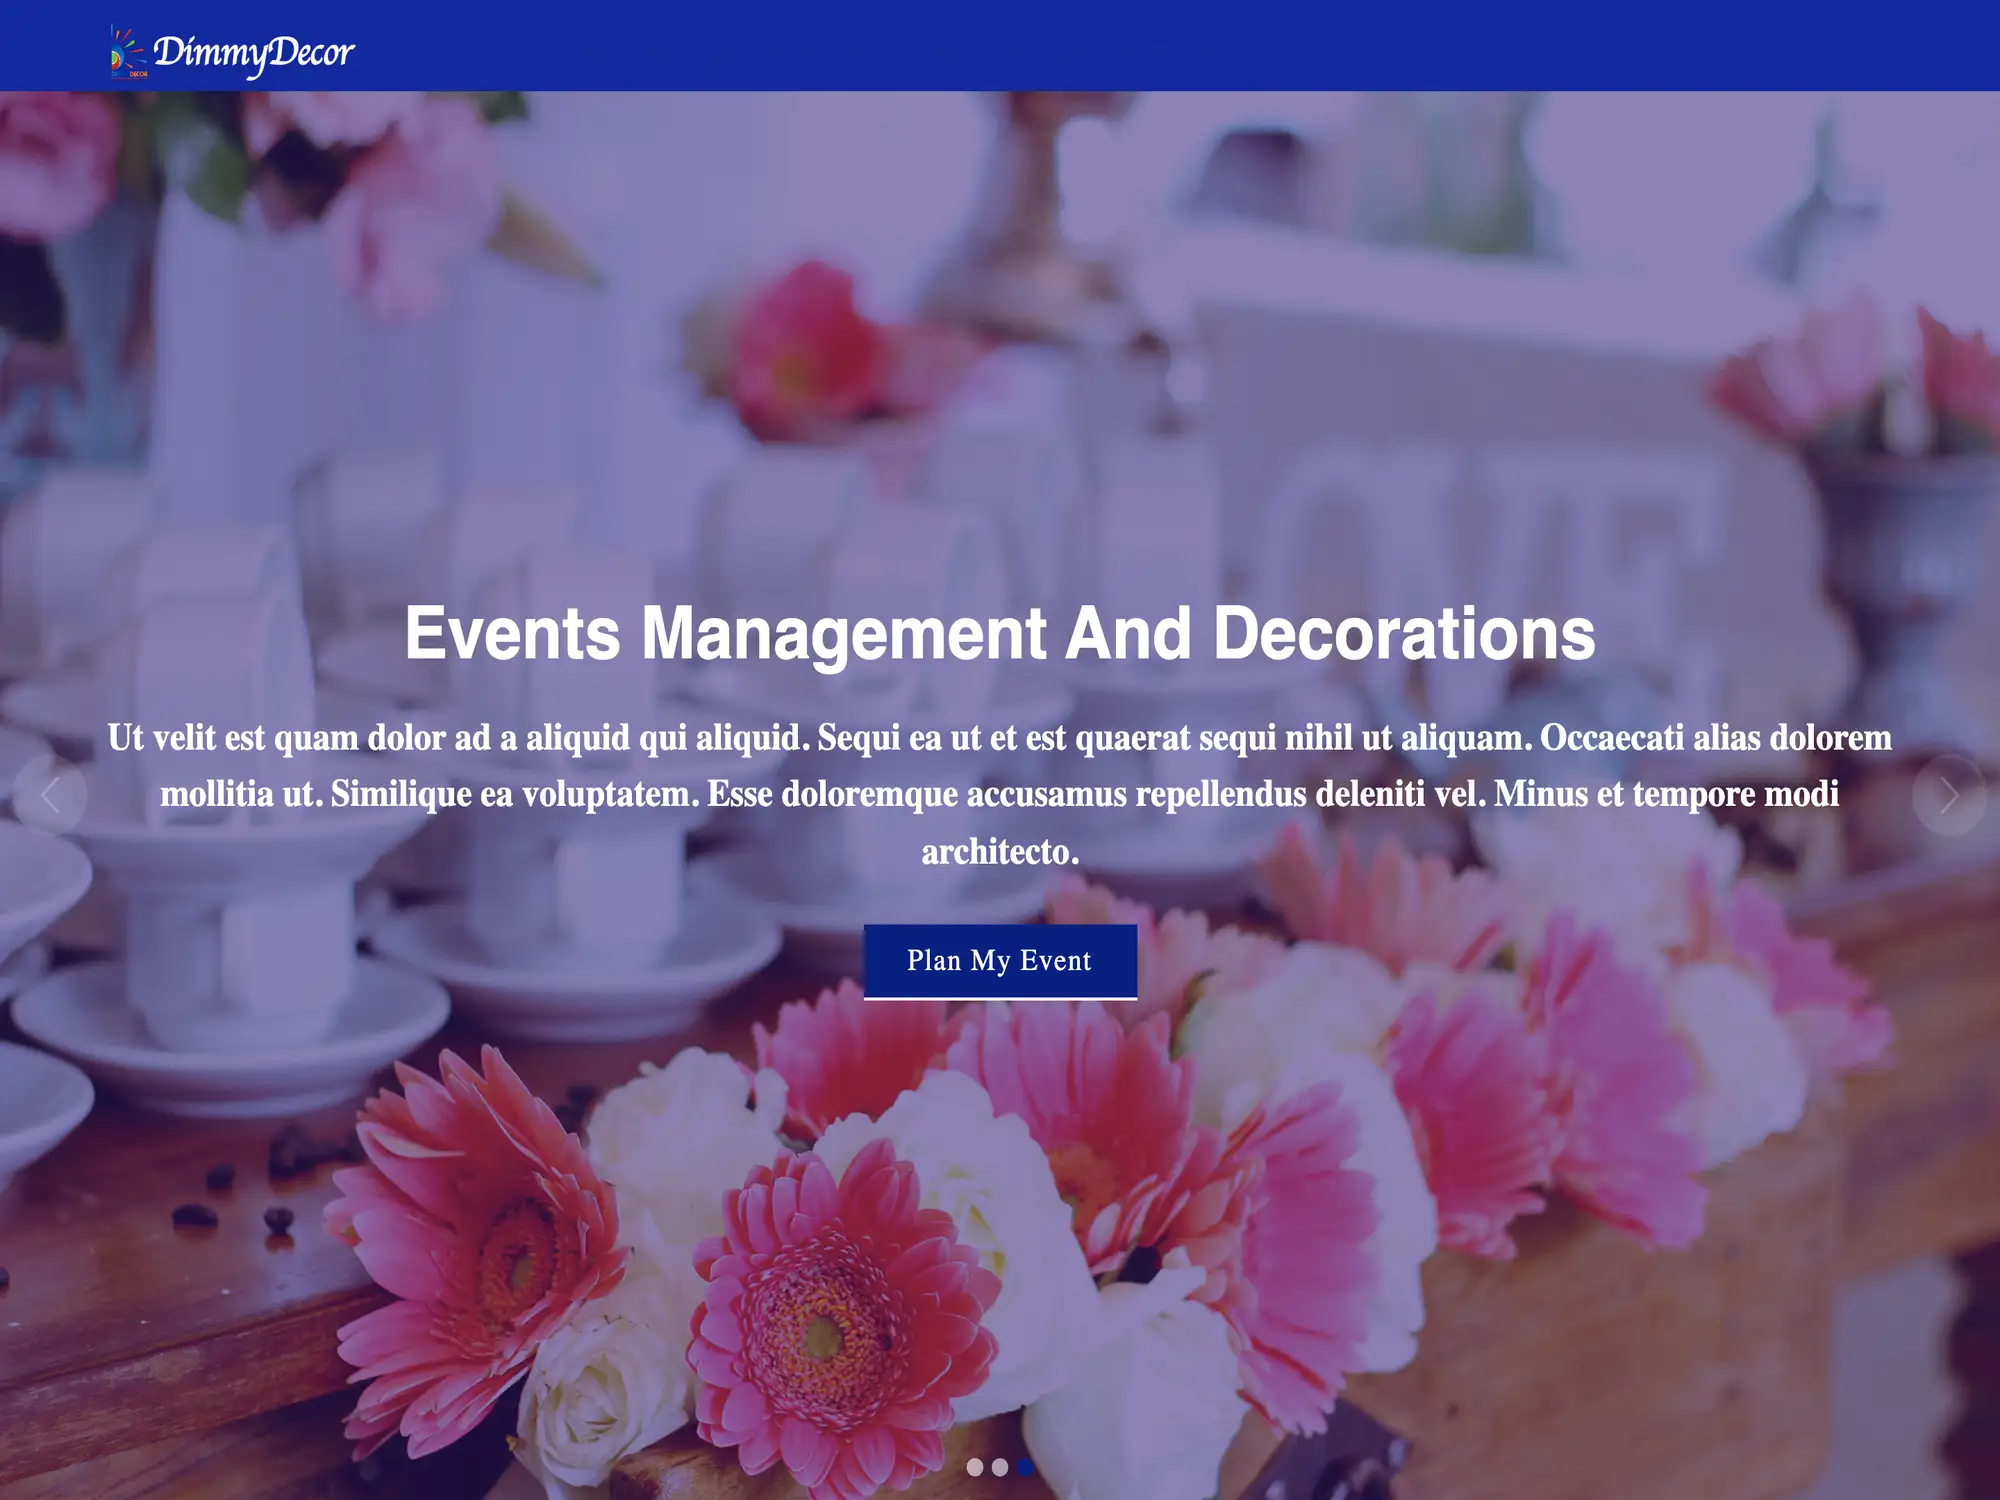 DimmyDecor
Events Management And Decorations
Ut velit est quam dolor ad a aliquid qui aliquid. Sequi ea ut et est quaerat sequi nihil ut aliquam. Occaecati alias dolorem
mollitia ut. Similique ea voluptatem. Esse doloremque accusamus repellendus deleniti vel. Minus et tempore modi
architecto.
Plan My Event